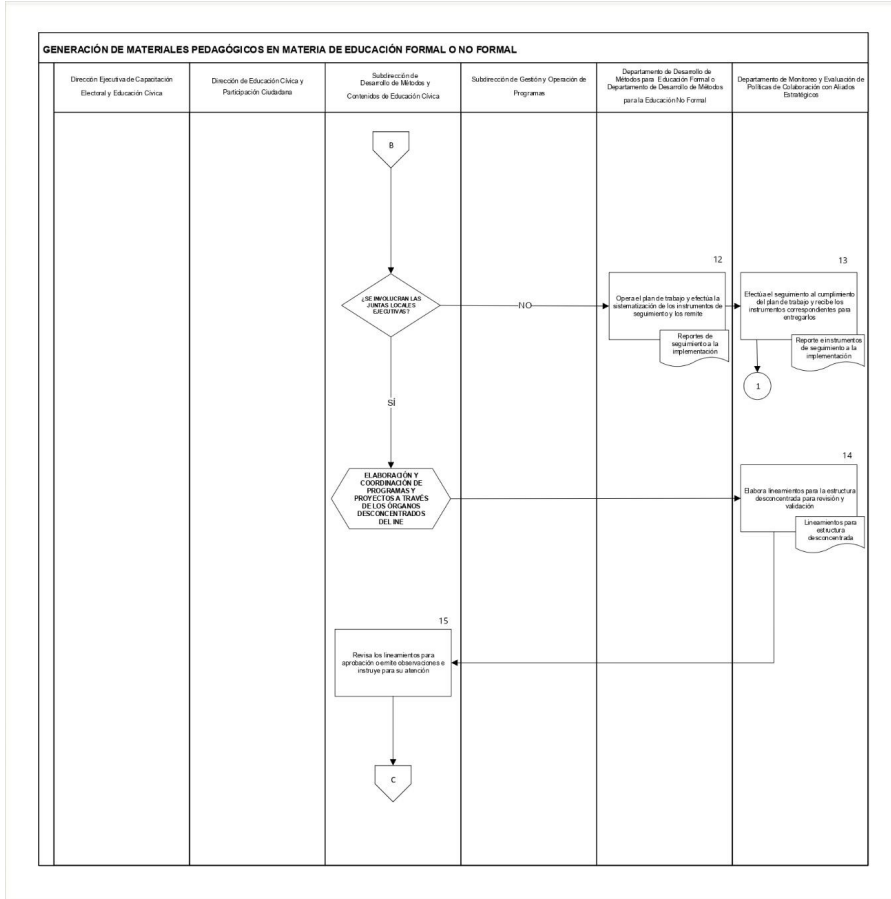 GENERACIÓN DE MATERIALES PEDAGÓGICOS EN MATERIA DE EDUCACIÓN FORMAL O NO FORMAL
Dirección Ejecutiva de Capacitación
Electoral y Educación Cívica
Dirección de Educación Cívica y
Participación Ciudadana
Subdirección de
Desarrollo de Métodos y
Contenidos de Educación Cívica
Subdirección de Gestión y Operación de
Programas
Departamento de Desarrollo de
Métodos para Educación Formal o
Departamento de Desarrollo de Métodos
para la Educación No Formal
Departamento de Monitoreo y Evaluación de
Políticas de Colaboración con Aliados
Estratégicos
B
¿SE INVOLUCRAN LAS
JUNTAS LOCALES
EJECUTIVAS?
NO
12
Opera el plan de trabajo y efectúa la
sistematización de los instrumentos de
seguimiento y los remite
Reportes de
seguimiento a la
implementación
13
Efectúa el seguimiento al cumplimiento
del plan de trabajo y recibe los
instrumentos correspondientes para
entregarlos
Reporte e instrumentos
de seguimiento a la
implementación
1
SÍ
ELABORACIÓN Y
COORDINACIÓN DE
PROGRAMAS Y
PROYECTOS A TRAVÉS
DE LOS ÓRGANOS
DESCONCENTRADOS
DEL INE
14
Elabora lineamientos para la estructura
desconcentrada para revisión y
validación
Lineamientos para
estructura
desconcentrada
15
Revisa los lineamientos para
aprobación o emite observaciones e
instruye para su atención
C